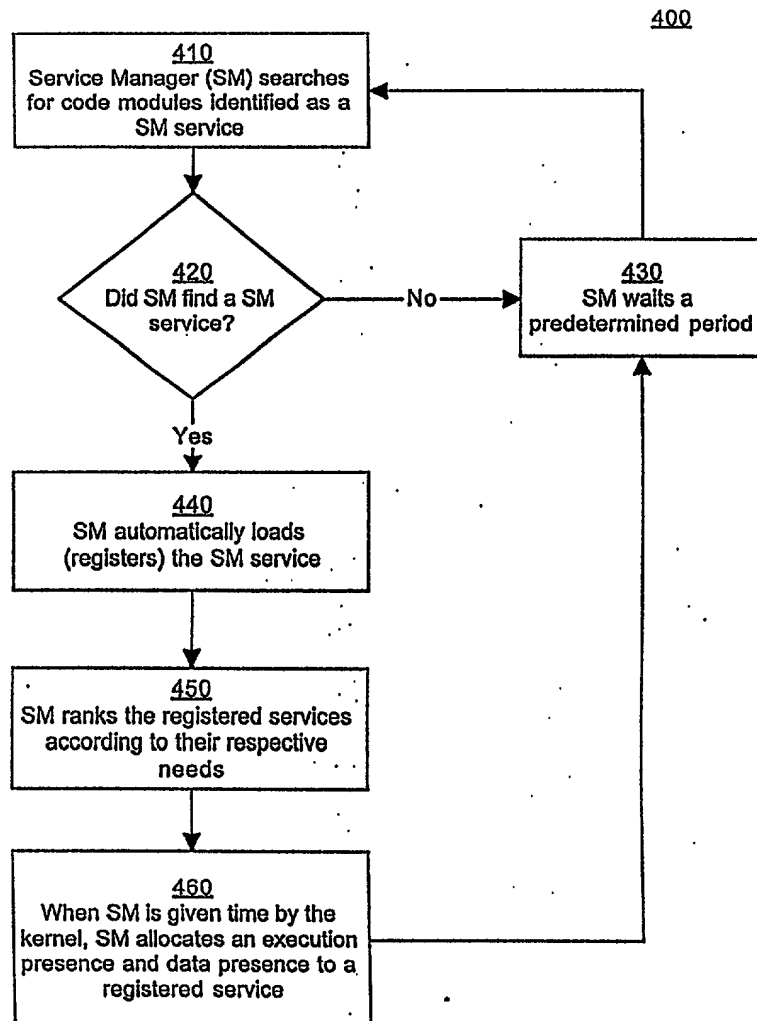 400
410
Service Manager (SM) searches
for code modules identified as a
SM service
420
Did SM find a SM
service?
No
430
SM waits a
predetermined period
Yes
440
SM automatically loads
(registers) the SM service
450
SM ranks the registered services
according to their respective
needs
460
When SM is given time by the
kernel, SM allocates an execution
presence and data presence to a
registered service